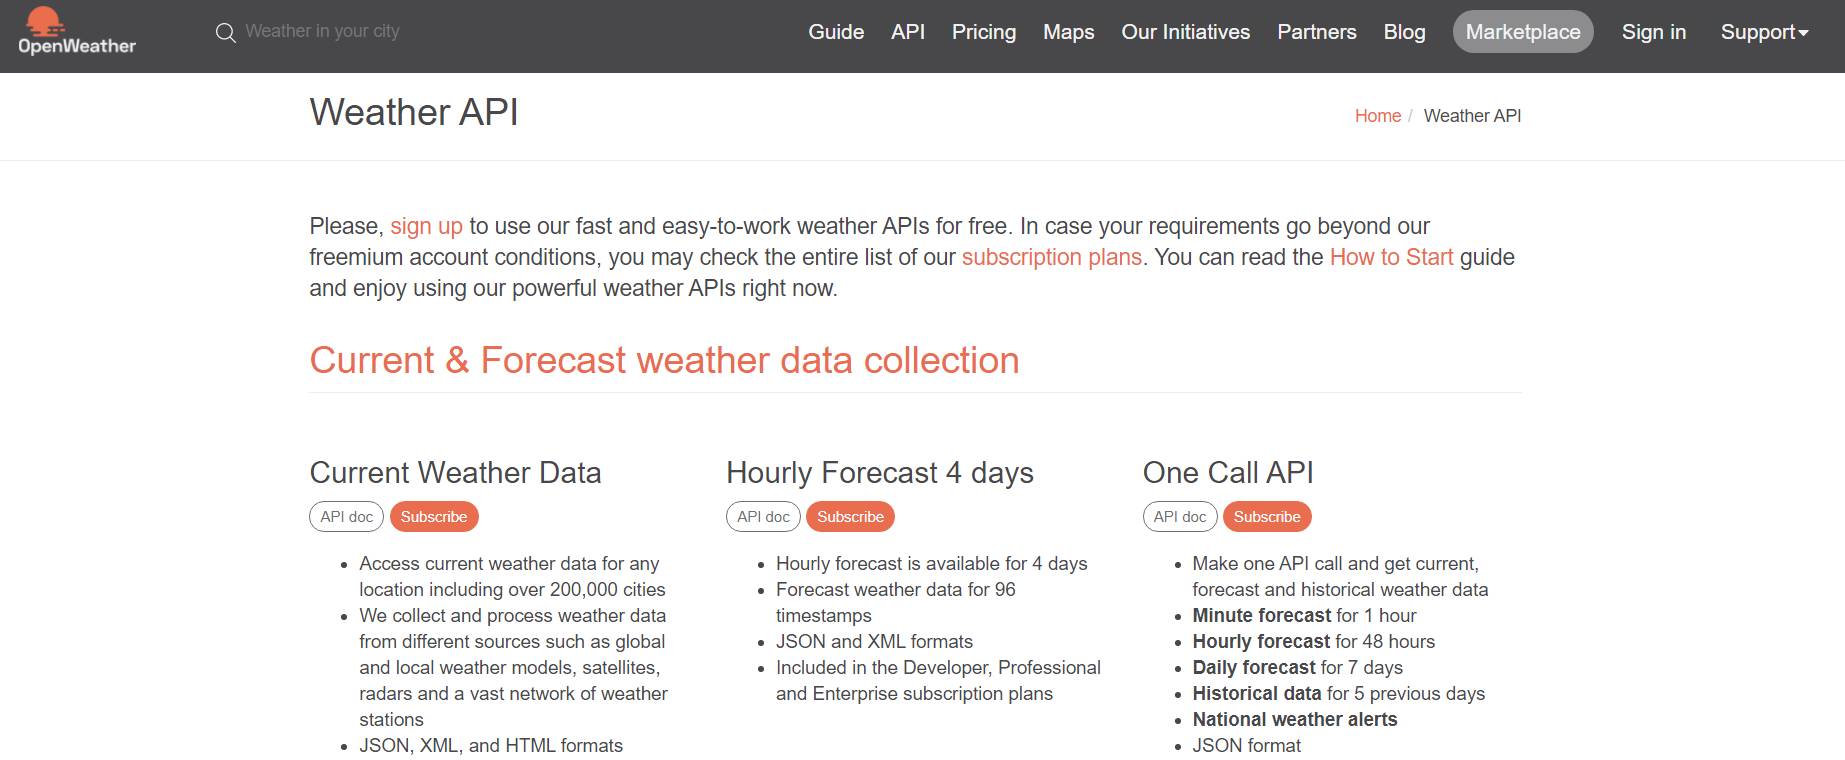 OpenWeather
Weather in your city
Guide API Pricing Maps Our Initiatives Partners Blog Marketplace Sign in Support
Weather API
Home / Weather API
Please, sign up to use our fast and easy-to-work weather APIs for free. In case your requirements go beyond our
freemium account conditions, you may check the entire list of our subscription plans. You can read the How to Start guide
and enjoy using our powerful weather APIs right now.
Current & Forecast weather data collection
Current Weather Data
API doc Subscribe
• Access current weather data for any
location including over 200,000 cities
• We collect and process weather data
from different sources such as global
and local weather models, satellites,
radars and a vast network of weather
stations
• JSON, XML, and HTML formats
Hourly Forecast 4 days
API doc Subscribe
• Hourly forecast is available for 4 days
• Forecast weather data for 96
timestamps
• JSON and XML formats
• Included in the Developer, Professional
and Enterprise subscription plans
One Call API
API doc Subscribe
• Make one API call and get current,
forecast and historical weather data
• Minute forecast for 1 hour
• Hourly forecast for 48 hours
• Daily forecast for 7 days
• Historical data for 5 previous days
• National weather alerts
• JSON format